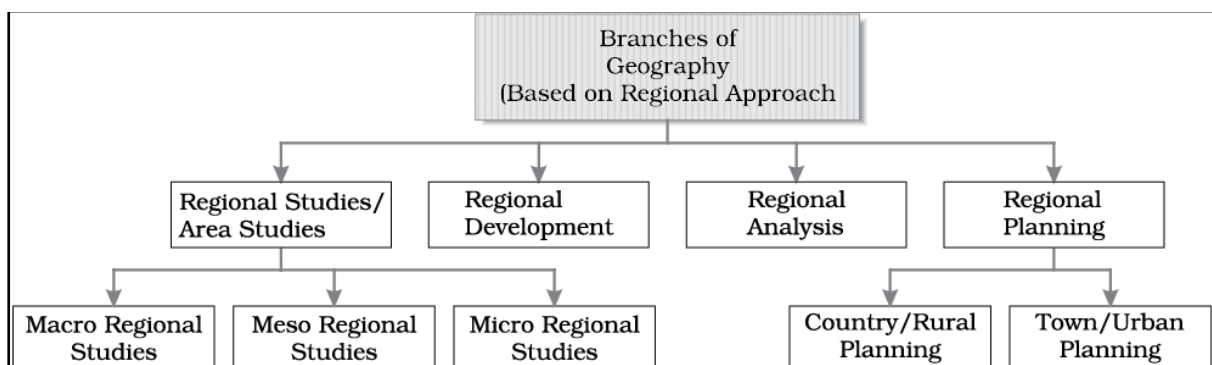 Branches of
Geography
(Based on Regional Approach
Regional Studies/
Area Studies
Regional
Development
Regional
Analysis
Regional
Planning
Macro Regional
Studies
Meso Regional
Studies
Micro Regional
Studies
Country/Rural
Planning
Town/Urban
Planning